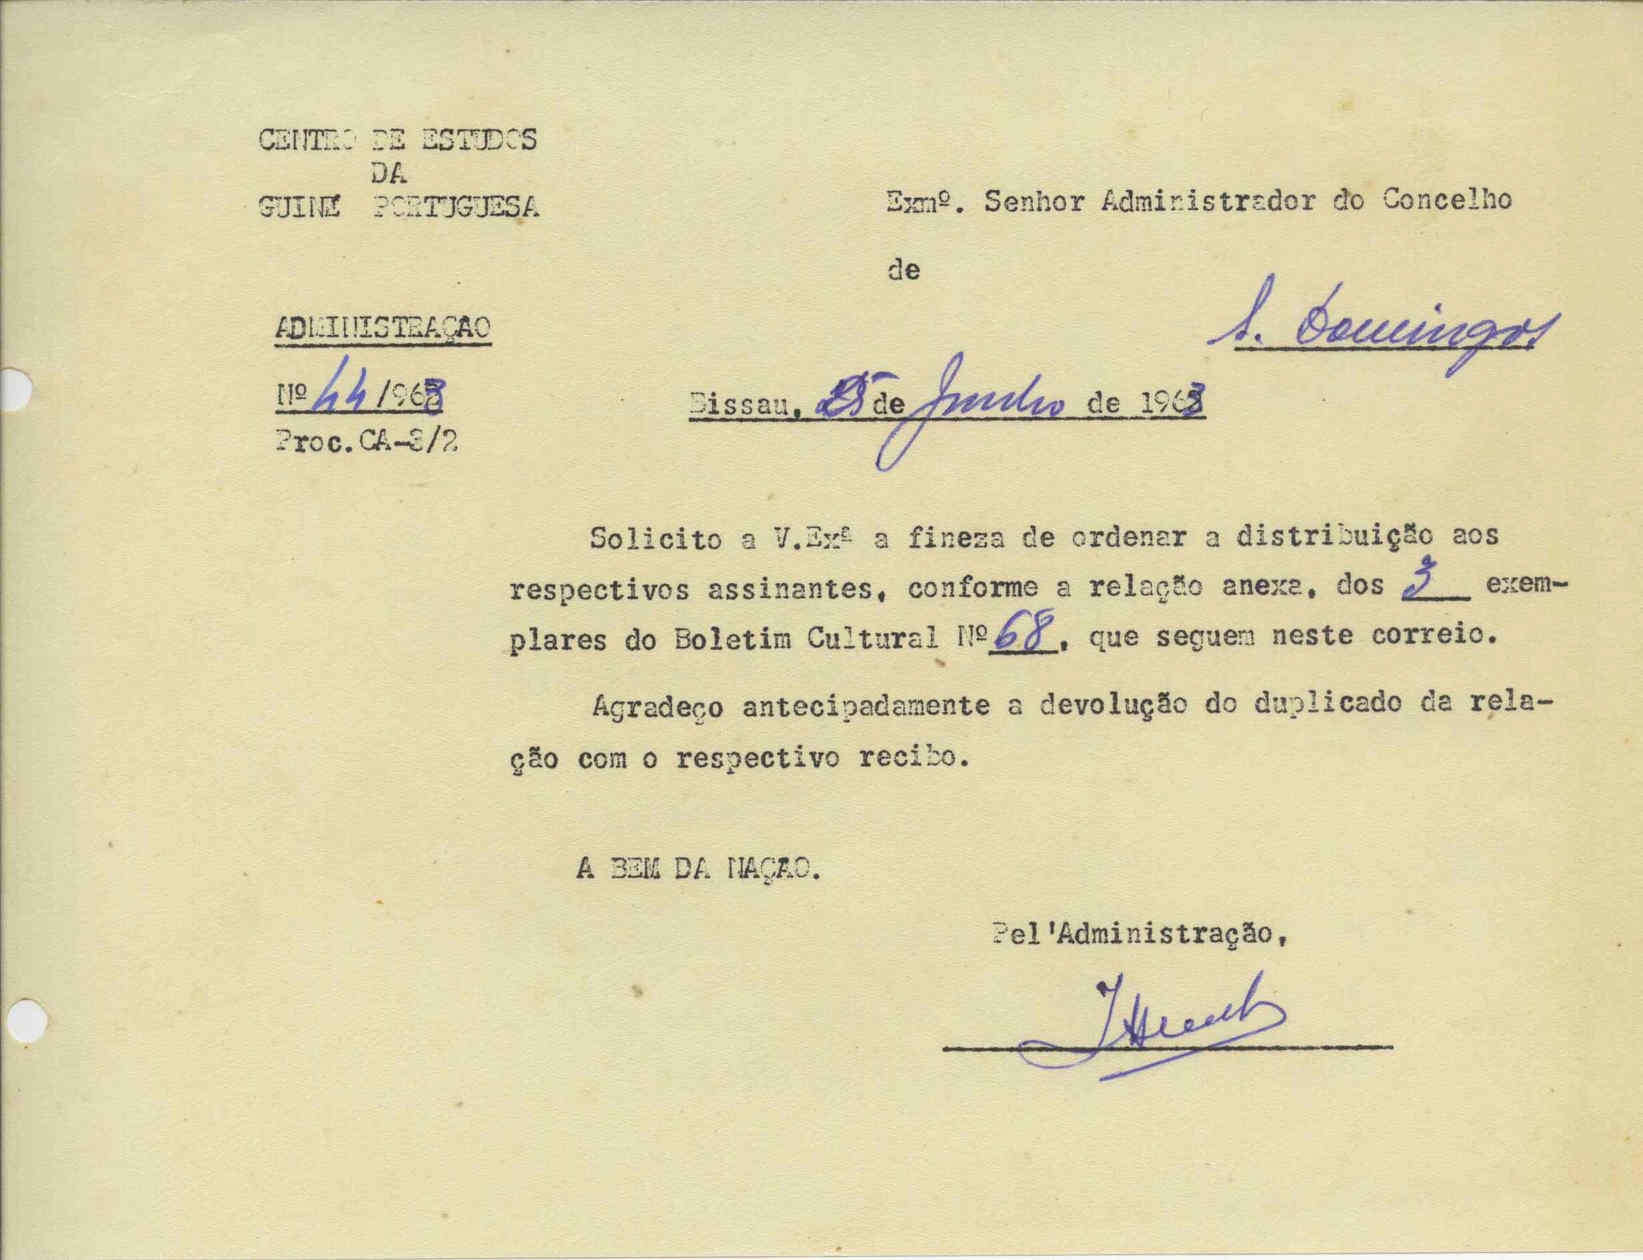 CENTRO DE ESTUDOS
DA
GUINÉ PORTUGUESA
Exmº. Senhor Administrador do Concelho
de
S. Domingos
ADMINISTRAÇÃO
Nº 44/963
Proc.CA-3/2
Bissau, 25 de Junho de 1963
Solicito a V.Exª a fineza de ordenar a distribuição aos
respectivos assinantes, conforme a relação anexa, dos 3 exem-
plares do Boletim Cultural Nº 68, que seguem neste correio.
Agradeço antecipadamente a devolução do duplicado da rela-
ção com o respectivo recibo.
A BEM DA NAÇÃO.
Pel'Administração,